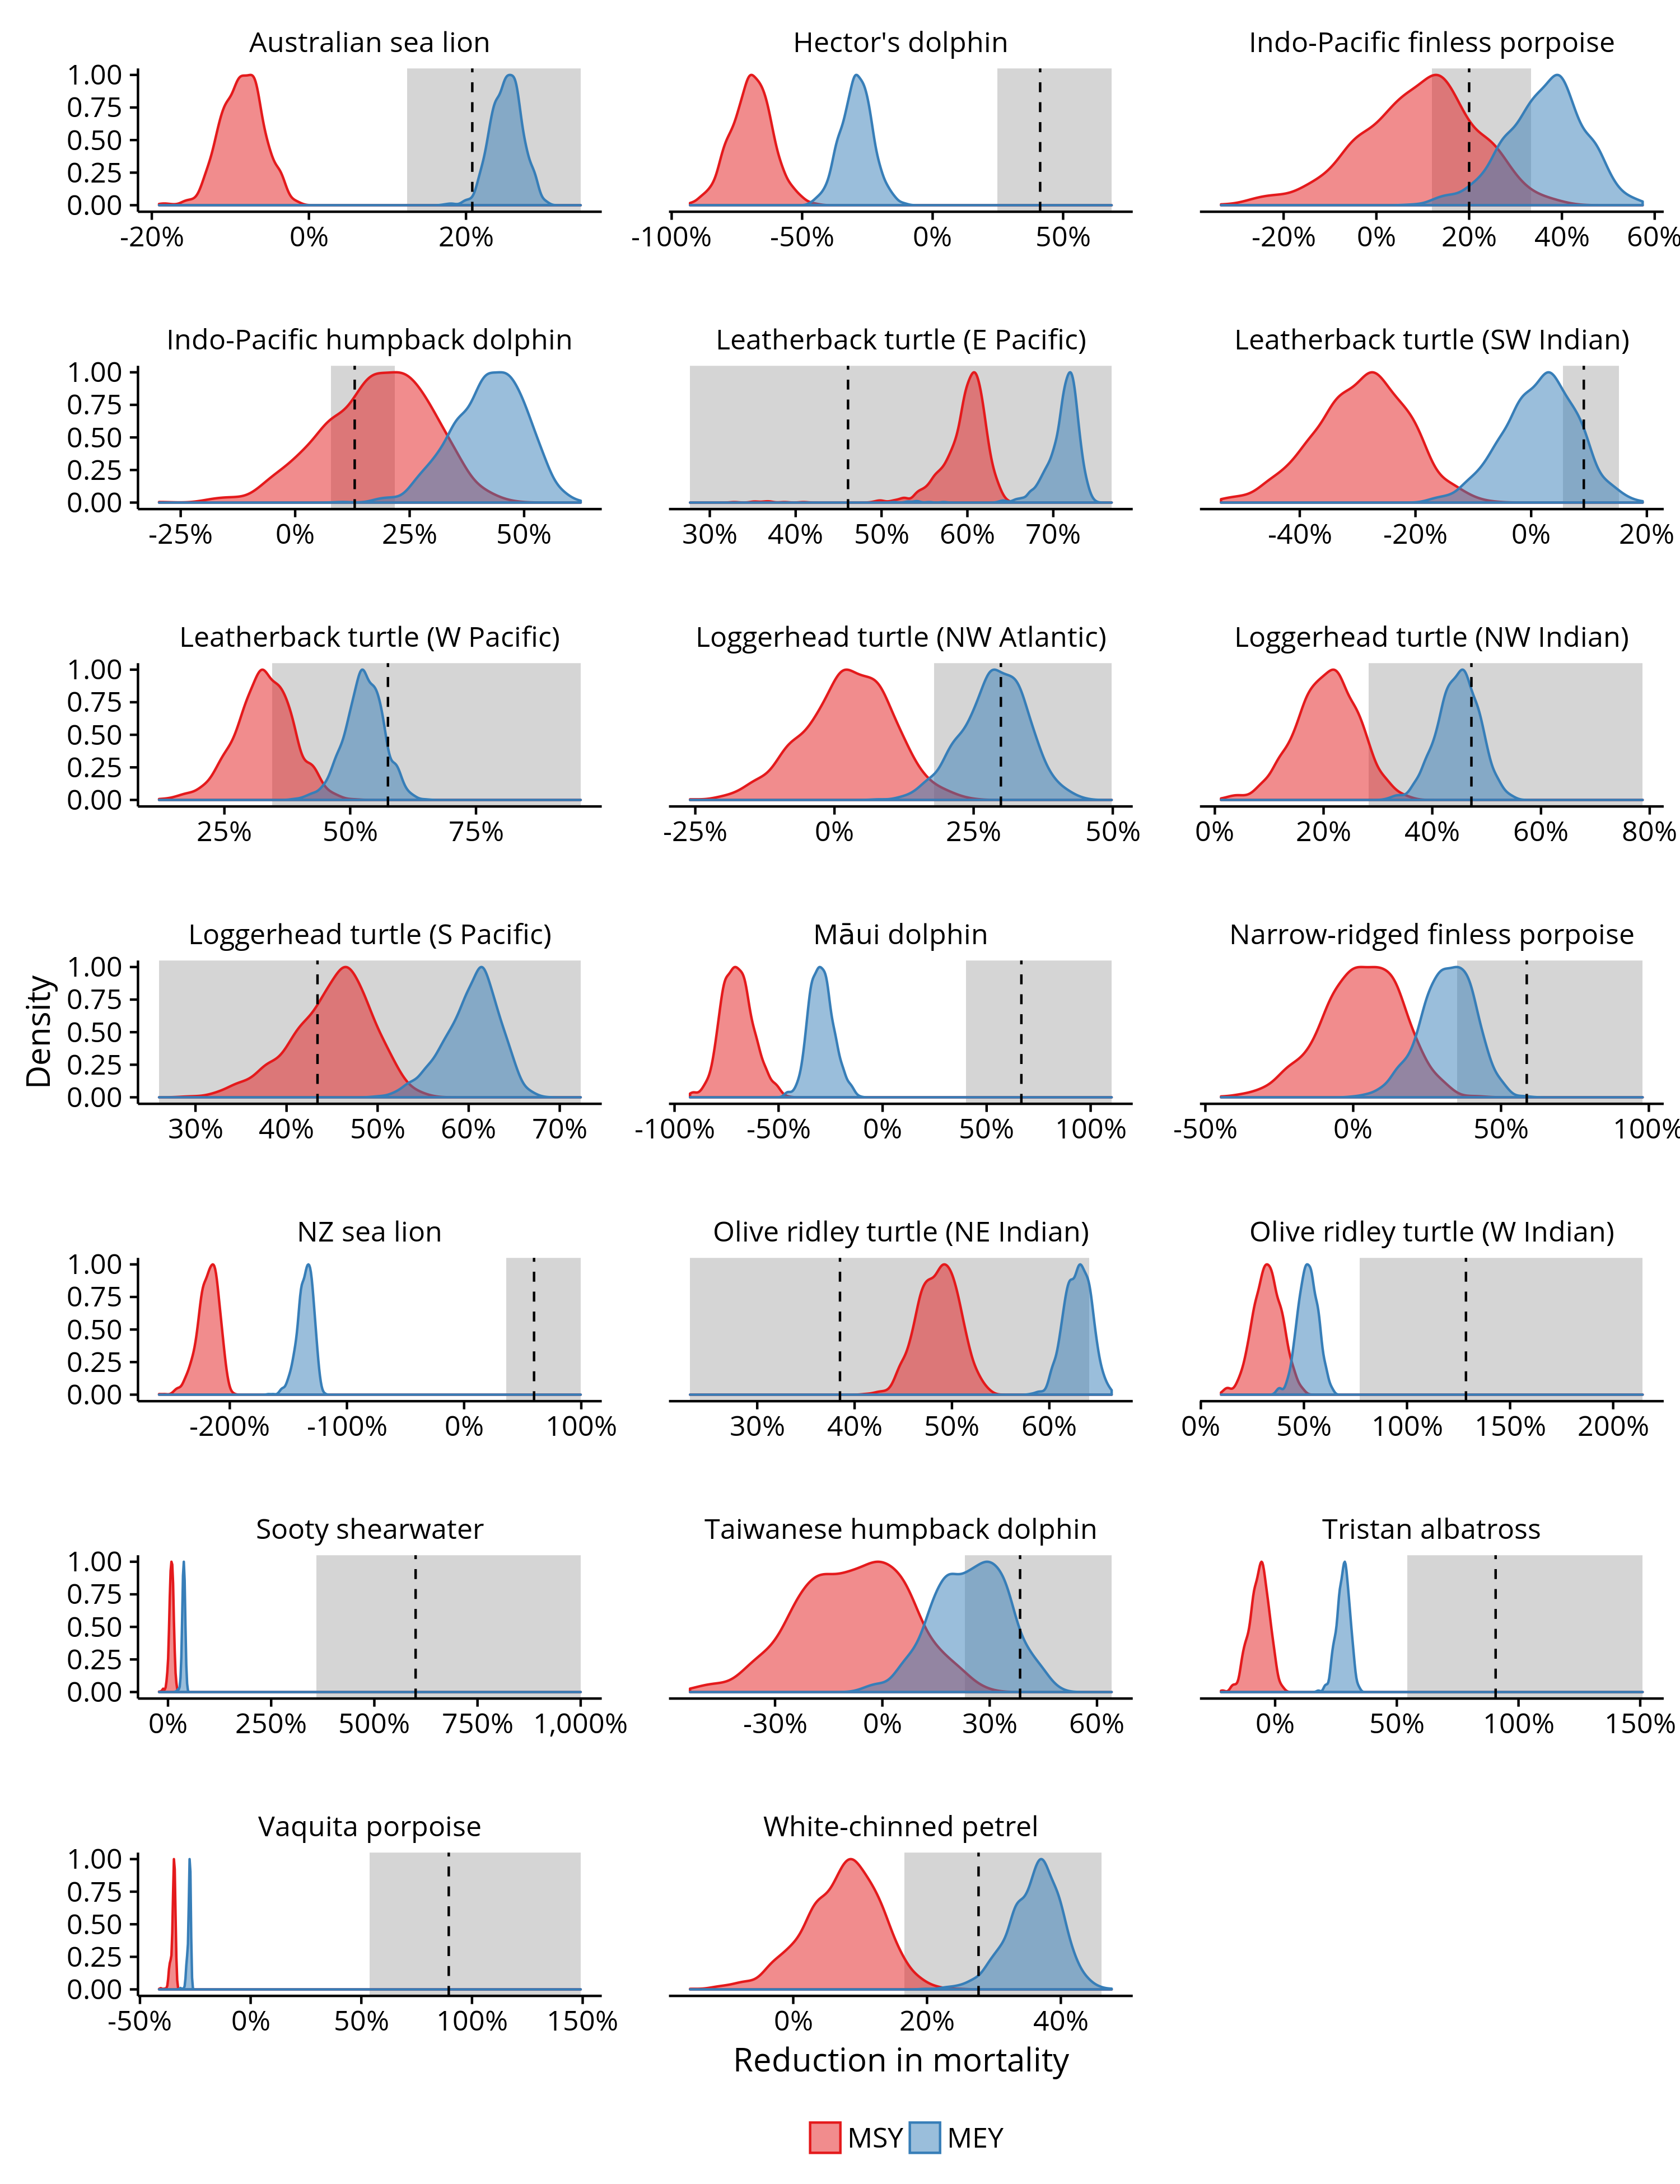 Australian sea lion
Hector's dolphin
Indo-Pacific finless porpoise
1.00
0.75
0.50
0.25
0.00
-20% 0% 20%
-100% -50% 0% 50%
-20% 0% 20% 40% 60%
Indo-Pacific humpback dolphin
Leatherback turtle (E Pacific)
Leatherback turtle (SW Indian)
1.00
0.75
0.50
0.25
0.00
-25% 0% 25% 50%
30% 40% 50% 60% 70%
-40% -20% 0% 20%
Leatherback turtle (W Pacific)
Loggerhead turtle (NW Atlantic)
Loggerhead turtle (NW Indian)
1.00
0.75
0.50
0.25
0.00
25% 50% 75%
-25% 0% 25% 50%
0% 20% 40% 60% 80%
Density
Loggerhead turtle (S Pacific)
Māui dolphin
Narrow-ridged finless porpoise
1.00
0.75
0.50
0.25
0.00
30% 40% 50% 60% 70%
-100% -50% 0% 50% 100%
-50% 0% 50% 100%
NZ sea lion
Olive ridley turtle (NE Indian)
Olive ridley turtle (W Indian)
1.00
0.75
0.50
0.25
0.00
-200% -100% 0% 100%
30% 40% 50% 60%
0% 50% 100% 150% 200%
Sooty shearwater
Taiwanese humpback dolphin
Tristan albatross
1.00
0.75
0.50
0.25
0.00
0% 250% 500% 750% 1,000%
-30% 0% 30% 60%
0% 50% 100% 150%
Vaquita porpoise
White-chinned petrel
1.00
0.75
0.50
0.25
0.00
-50% 0% 50% 100% 150%
0% 20% 40%
Reduction in mortality
MSY MEY